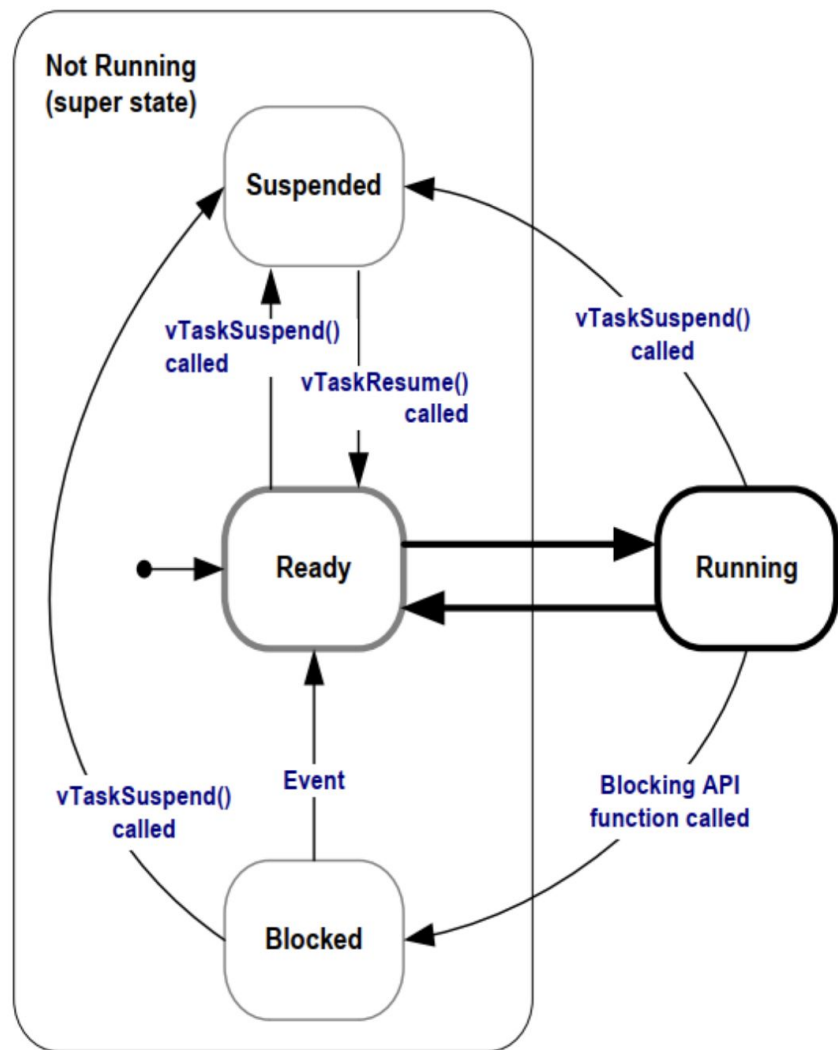 Not Running
(super state)
Suspended
vTaskSuspend()
called
vTaskResume()
called
vTaskSuspend()
called
Ready
Running
Event
vTaskSuspend()
called
Blocking API
function called
Blocked